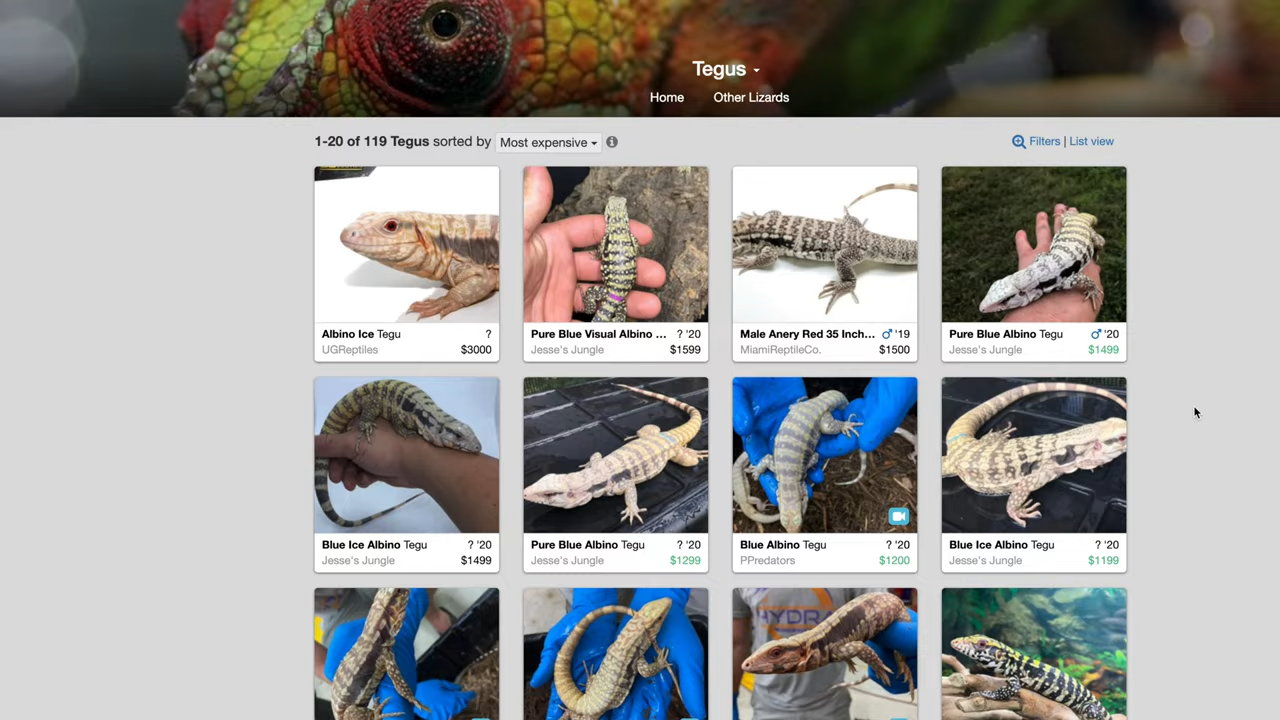 Tegus
Home Other Lizards
1-20 of 119 Tegus sorted by Most expensive
Filters | List view
Albino Ice Tegu ?
UGReptiles $3000
Pure Blue Visual Albino ... ? '20
Jesse's Jungle $1599
Male Anery Red 35 Inch... ♂ '19
MiamiReptileCo. $1500
Pure Blue Albino Tegu ♂ '20
Jesse's Jungle $1499
Blue Ice Albino Tegu ? '20
Jesse's Jungle $1499
Pure Blue Albino Tegu ? '20
Jesse's Jungle $1299
Blue Albino Tegu ? '20
PPredators $1200
Blue Ice Albino Tegu ? '20
Jesse's Jungle $1199
HYDRA